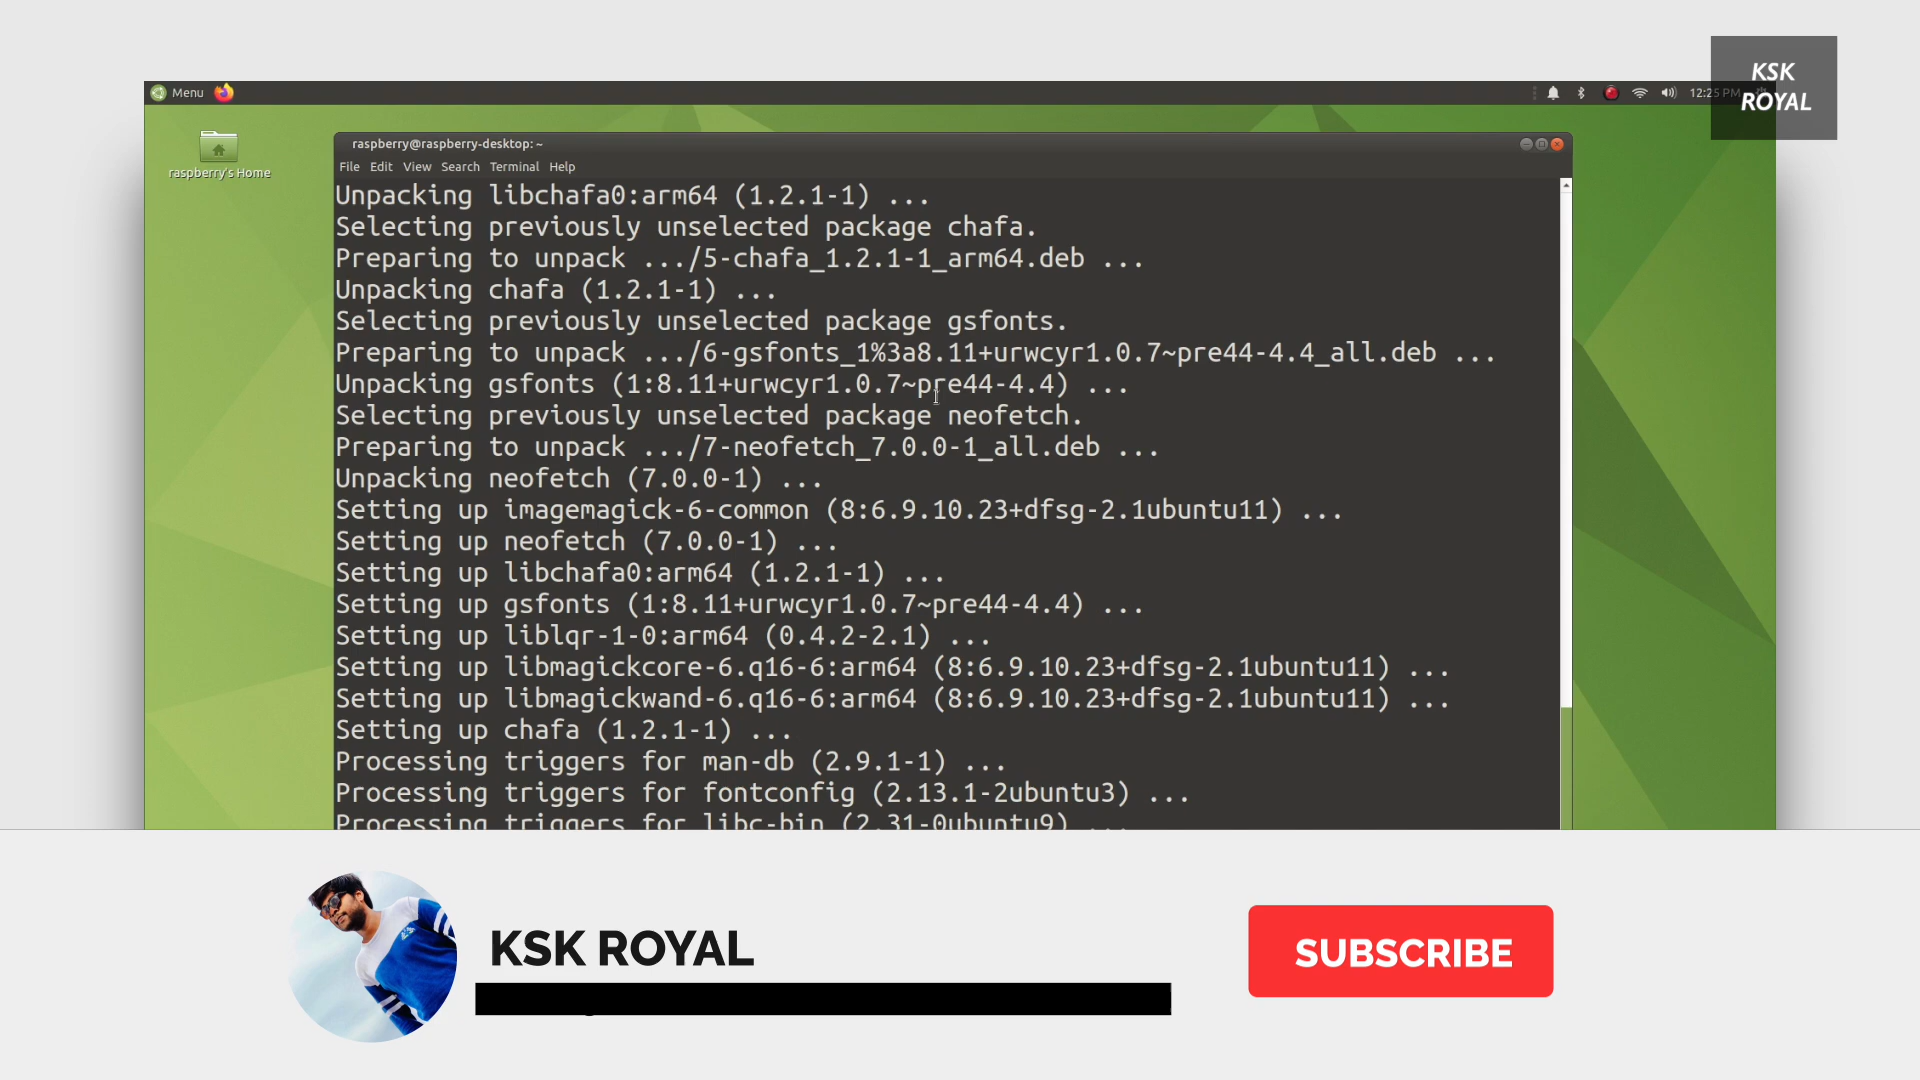 KSK
ROYAL
Menu
12:25 PM
raspberry's Home
raspberry@raspberry-desktop: ~
File Edit View Search Terminal Help
Unpacking libchafa0:arm64 (1.2.1-1) ...
Selecting previously unselected package chafa.
Preparing to unpack .../5-chafa_1.2.1-1_arm64.deb ...
Unpacking chafa (1.2.1-1) ...
Selecting previously unselected package gsfonts.
Preparing to unpack .../6-gsfonts_1%3a8.11+urwcyr1.0.7~pre44-4.4_all.deb ...
Unpacking gsfonts (1:8.11+urwcyr1.0.7~pre44-4.4) ...
Selecting previously unselected package neofetch.
Preparing to unpack .../7-neofetch_7.0.0-1_all.deb ...
Unpacking neofetch (7.0.0-1) ...
Setting up imagemagick-6-common (8:6.9.10.23+dfsg-2.1ubuntu11) ...
Setting up neofetch (7.0.0-1) ...
Setting up libchafa0:arm64 (1.2.1-1) ...
Setting up gsfonts (1:8.11+urwcyr1.0.7~pre44-4.4) ...
Setting up liblqr-1-0:arm64 (0.4.2-2.1) ...
Setting up libmagickcore-6.q16-6:arm64 (8:6.9.10.23+dfsg-2.1ubuntu11) ...
Setting up libmagickwand-6.q16-6:arm64 (8:6.9.10.23+dfsg-2.1ubuntu11) ...
Setting up chafa (1.2.1-1) ...
Processing triggers for man-db (2.9.1-1) ...
Processing triggers for fontconfig (2.13.1-2ubuntu3) ...
Processing triggers for libc-bin (2.31-0ubuntu9) ...
KSK ROYAL
SUBSCRIBE